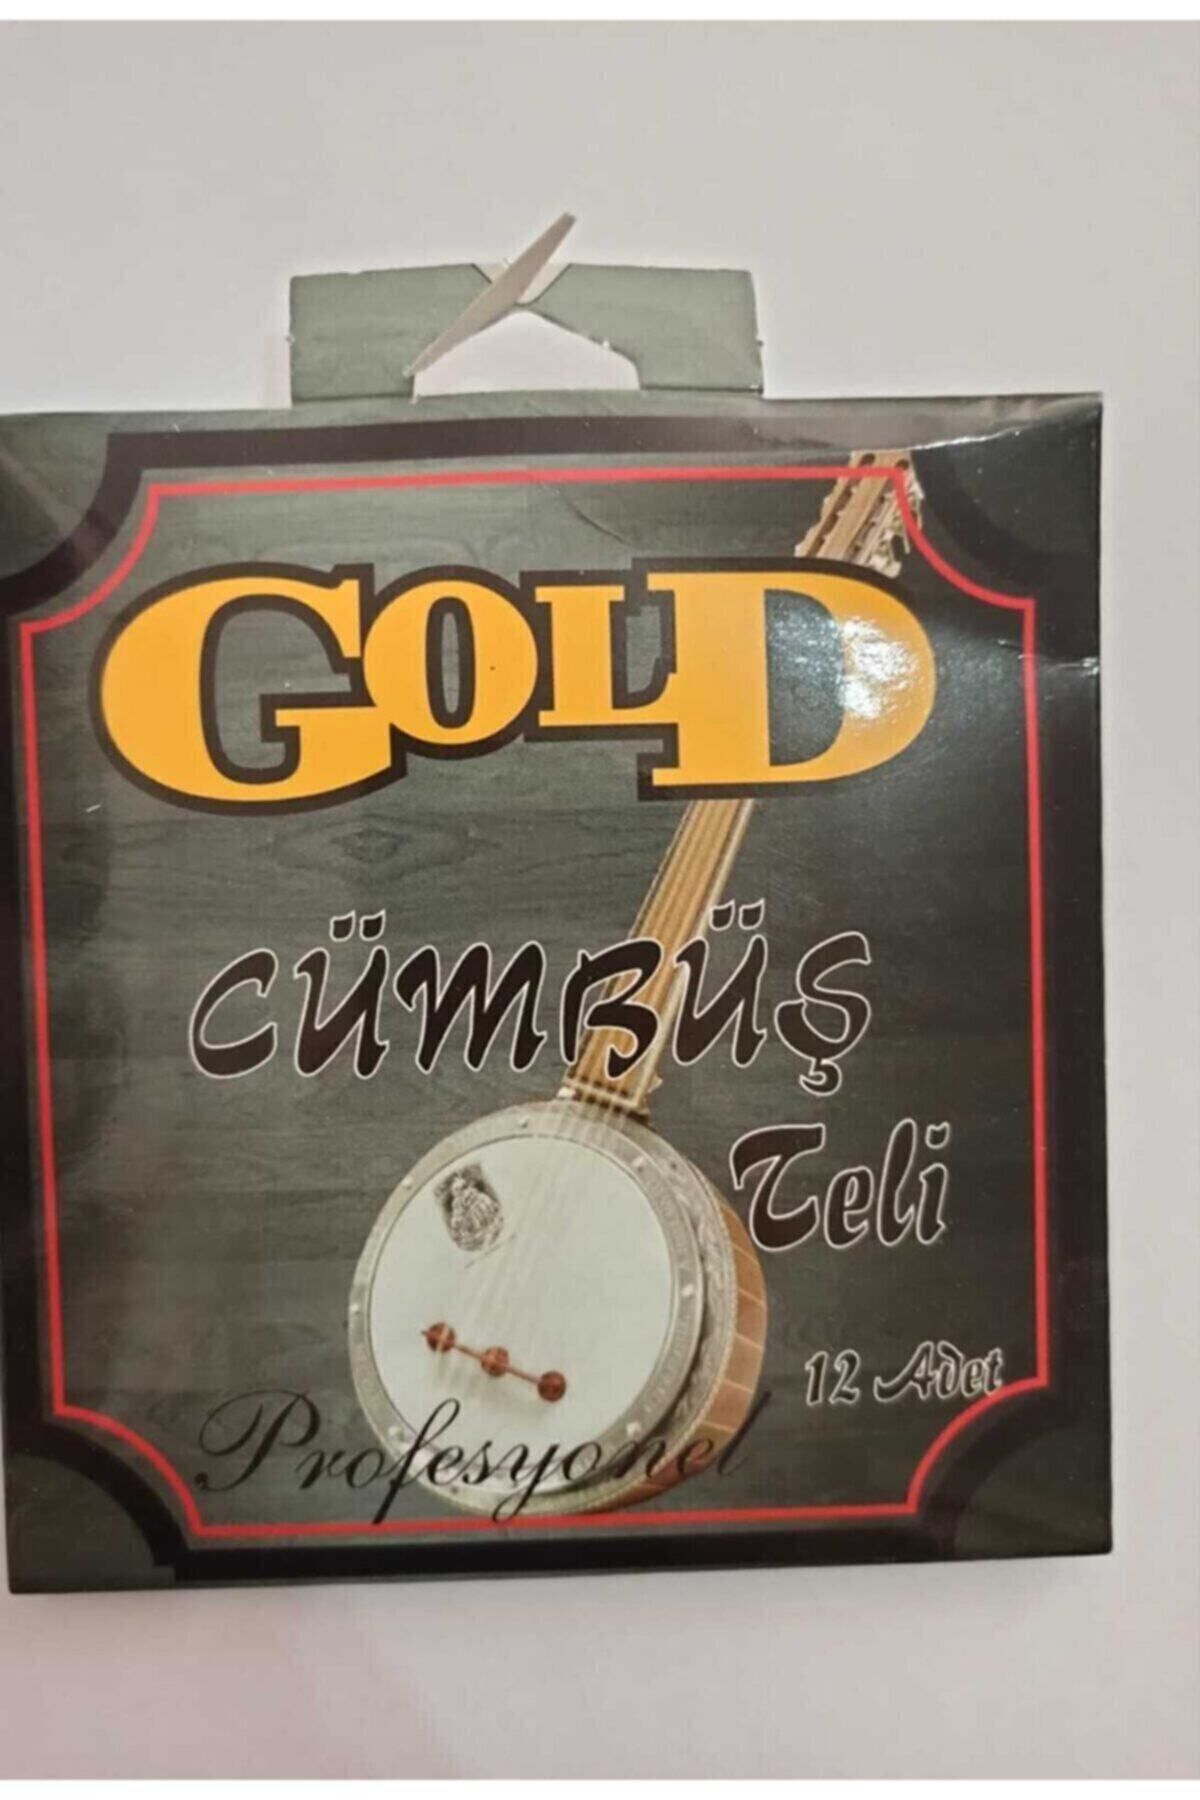 GOLD
CÜMBÜŞ
Teli
12 Adet
Profesyonel